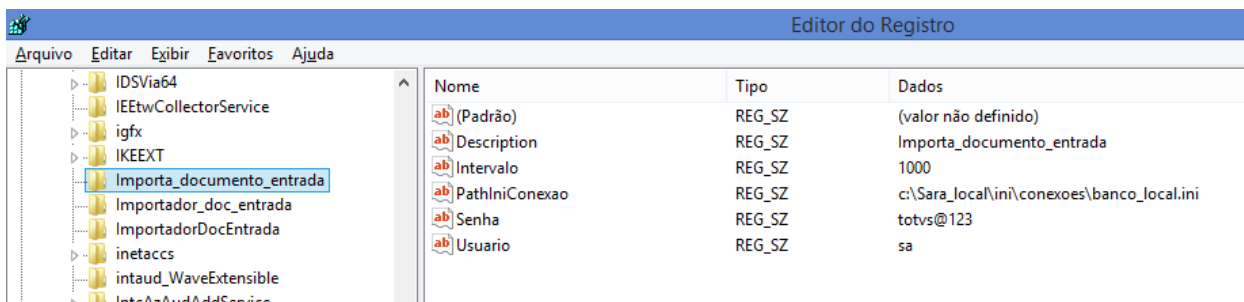 Editor do Registro
Arquivo Editar Exibir Favoritos Ajuda
IDSVia64
IEEtwCollectorService
igfx
IKEEXT
Importa_documento_entrada
Importador_doc_entrada
ImportadorDocEntrada
inetaccs
intaud_WaveExtensible
IntcAzAudAddService
Nome Tipo Dados
(Padrão) REG_SZ (valor não definido)
Description REG_SZ Importa_documento_entrada
Intervalo REG_SZ 1000
PathIniConexao REG_SZ c:\Sara_local\ini\conexoes\banco_local.ini
Senha REG_SZ totvs@123
Usuario REG_SZ sa